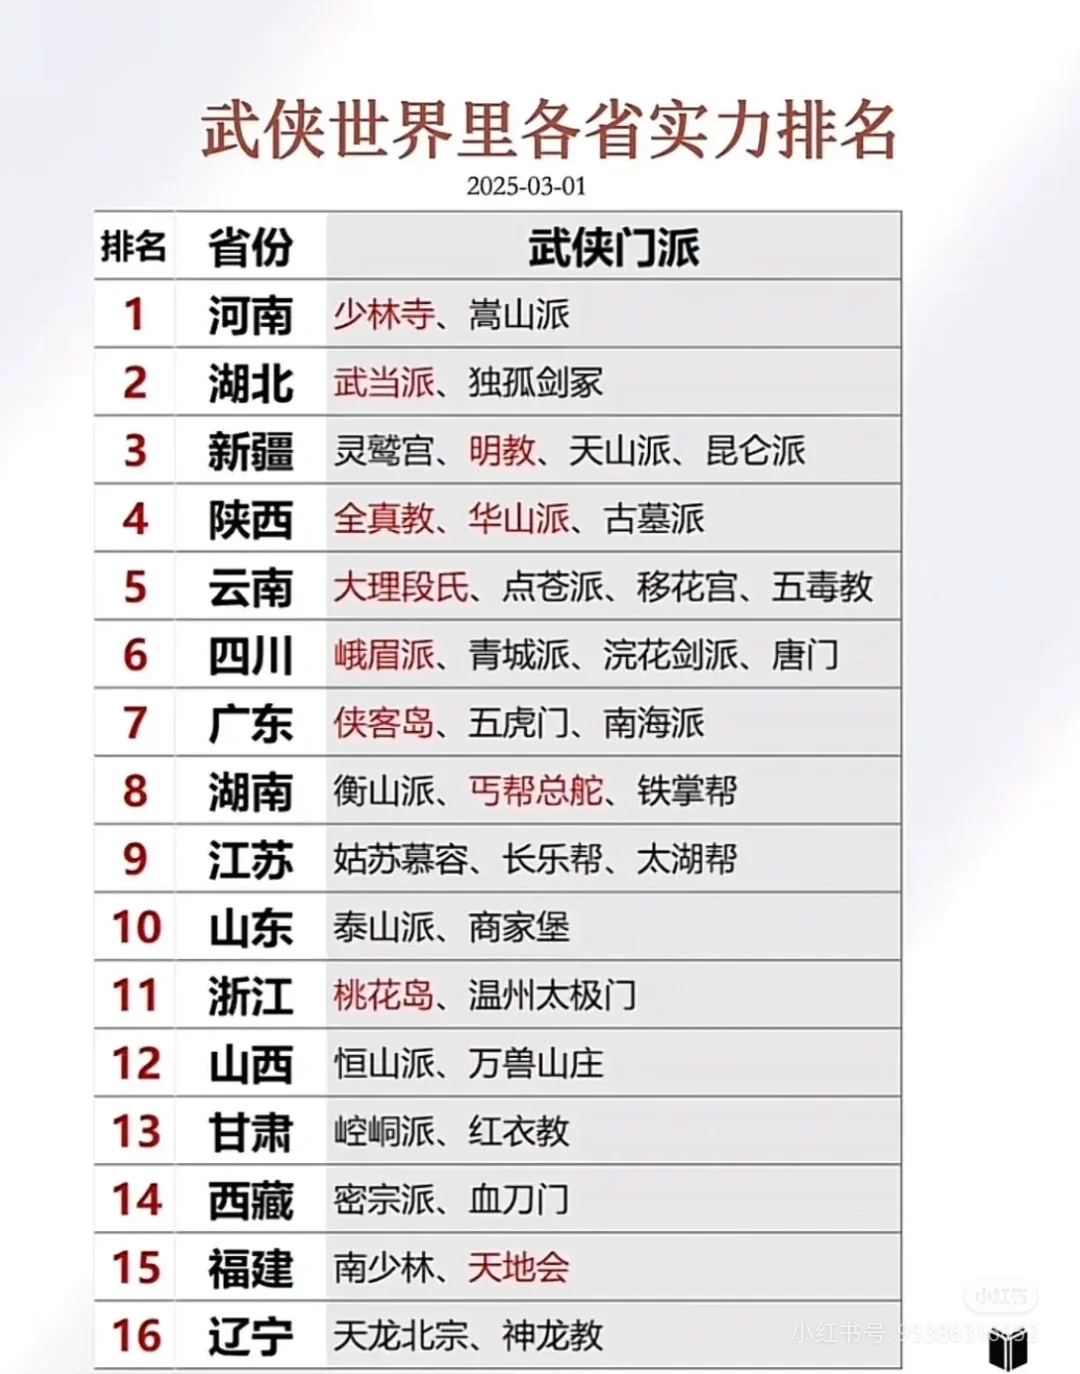 武侠世界里各省实力排名
2025-03-01
排名 省份 武侠门派
1 河南 少林寺、嵩山派
2 湖北 武当派、独孤剑冢
3 新疆 灵鹫宫、明教、天山派、昆仑派
4 陕西 全真教、华山派、古墓派
5 云南 大理段氏、点苍派、移花宫、五毒教
6 四川 峨眉派、青城派、浣花剑派、唐门
7 广东 侠客岛、五虎门、南海派
8 湖南 衡山派、丐帮总舵、铁掌帮
9 江苏 姑苏慕容、长乐帮、太湖帮
10 山东 泰山派、商家堡
11 浙江 桃花岛、温州太极门
12 山西 恒山派、万兽山庄
13 甘肃 崆峒派、红衣教
14 西藏 密宗派、血刀门
15 福建 南少林、天地会
16 辽宁 天龙北宗、神龙教
小红书
小红书号: